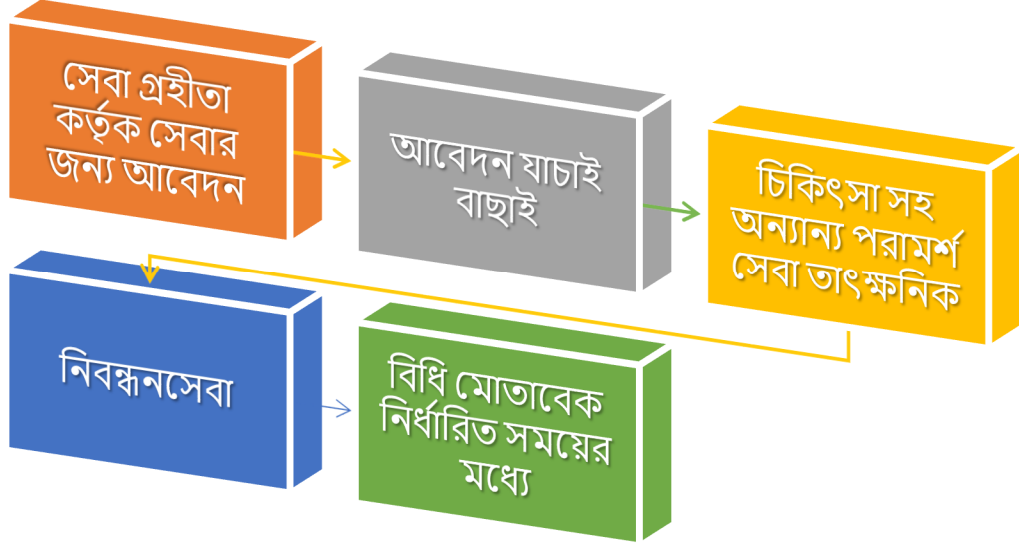 সেবা গ্রহীতা
কর্তৃক সেবার
জন্য আবেদন
আবেদন যাচাই
বাছাই
চিকিৎসা সহ
অন্যান্য পরামর্শ
সেবা তাৎক্ষনিক
নিবন্ধনসেবা
বিধি মোতাবেক
নির্ধারিত সময়ের
মধ্যে